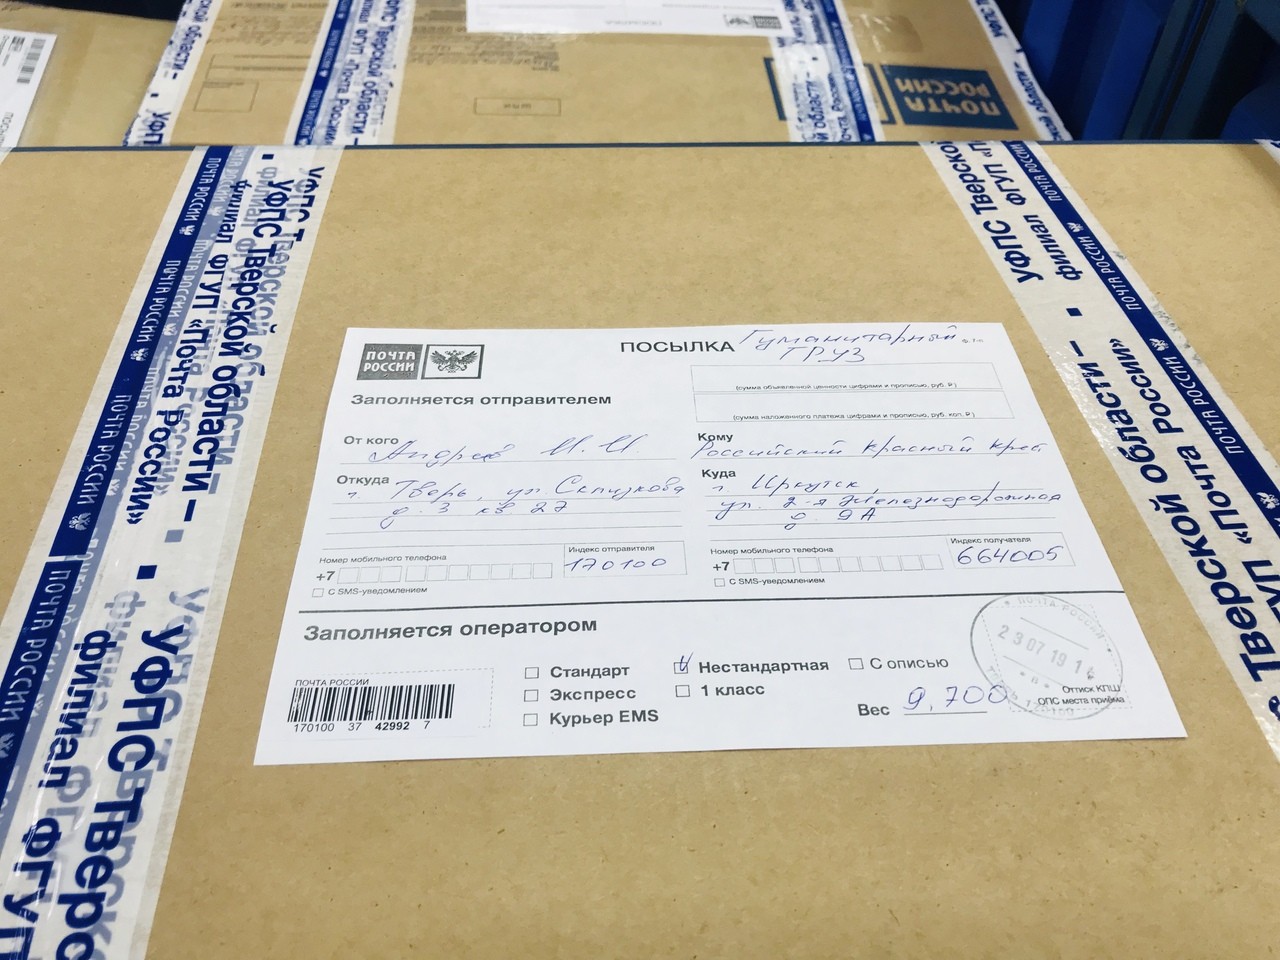 ПОЧТА РОССИИ
УФПС Тверской области –
филиал ФГУП «Почта России»
ПОЧТА РОССИИ
ПОСЫЛКА
Гуманитарный
груз
(сумма объявленной ценности цифрами и прописью, руб. ₽)
(сумма наложенного платежа цифрами и прописью, руб. коп. ₽)
Заполняется отправителем
От кого
И. И.
Откуда
г. Тверь, ул.
д. 3 кв 27
Номер мобильного телефона
+7
С SMS-уведомлением
Индекс отправителя
170100
Кому
Российский Красный Крест
Куда
г. Иркутск,
ул. 2-я Железнодорожная
д 9А
Номер мобильного телефона
+7
С SMS-уведомлением
Индекс получателя
664005
Заполняется оператором
ПОЧТА РОССИИ
170100 37 42992 7
Стандарт
Экспресс
Курьер EMS
Нестандартная
1 класс
С описью
Вес 9,700
ПОЧТА РОССИИ
23 07 19 1
Оттиск КПШ
ОПС места приёма